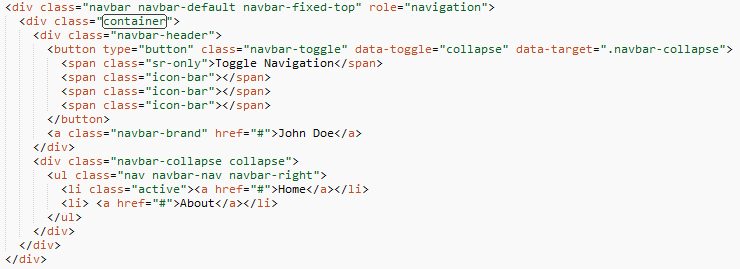 <div class="navbar navbar-default navbar-fixed-top" role="navigation">
<div class="container">
<div class="navbar-header">
<button type="button" class="navbar-toggle" data-toggle="collapse" data-target=".navbar-collapse">
<span class="sr-only">Toggle Navigation</span>
<span class="icon-bar"></span>
<span class="icon-bar"></span>
<span class="icon-bar"></span>
</button>
<a class="navbar-brand" href="#">John Doe</a>
</div>
<div class="navbar-collapse collapse">
<ul class="nav navbar-nav navbar-right">
<li class="active"><a href="#">Home</a></li>
<li> <a href="#">About</a></li>
</ul>
</div>
</div>
</div>